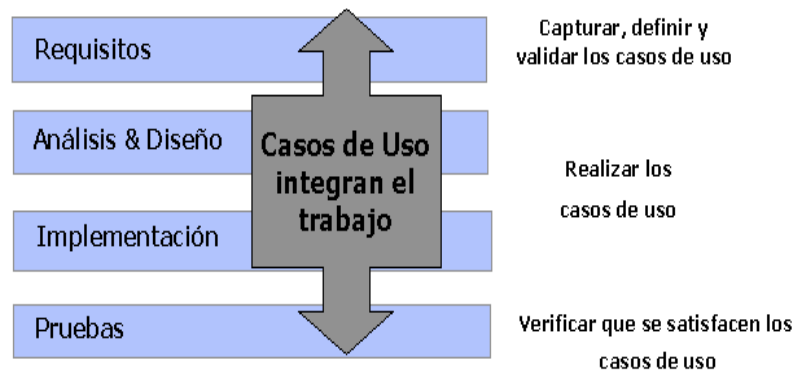 Requisitos
Capturar, definir y
validar los casos de uso
Análisis & Diseño
Casos de Uso
integran el
trabajo
Realizar los
casos de uso
Implementación
Pruebas
Verificar que se satisfacen los
casos de uso